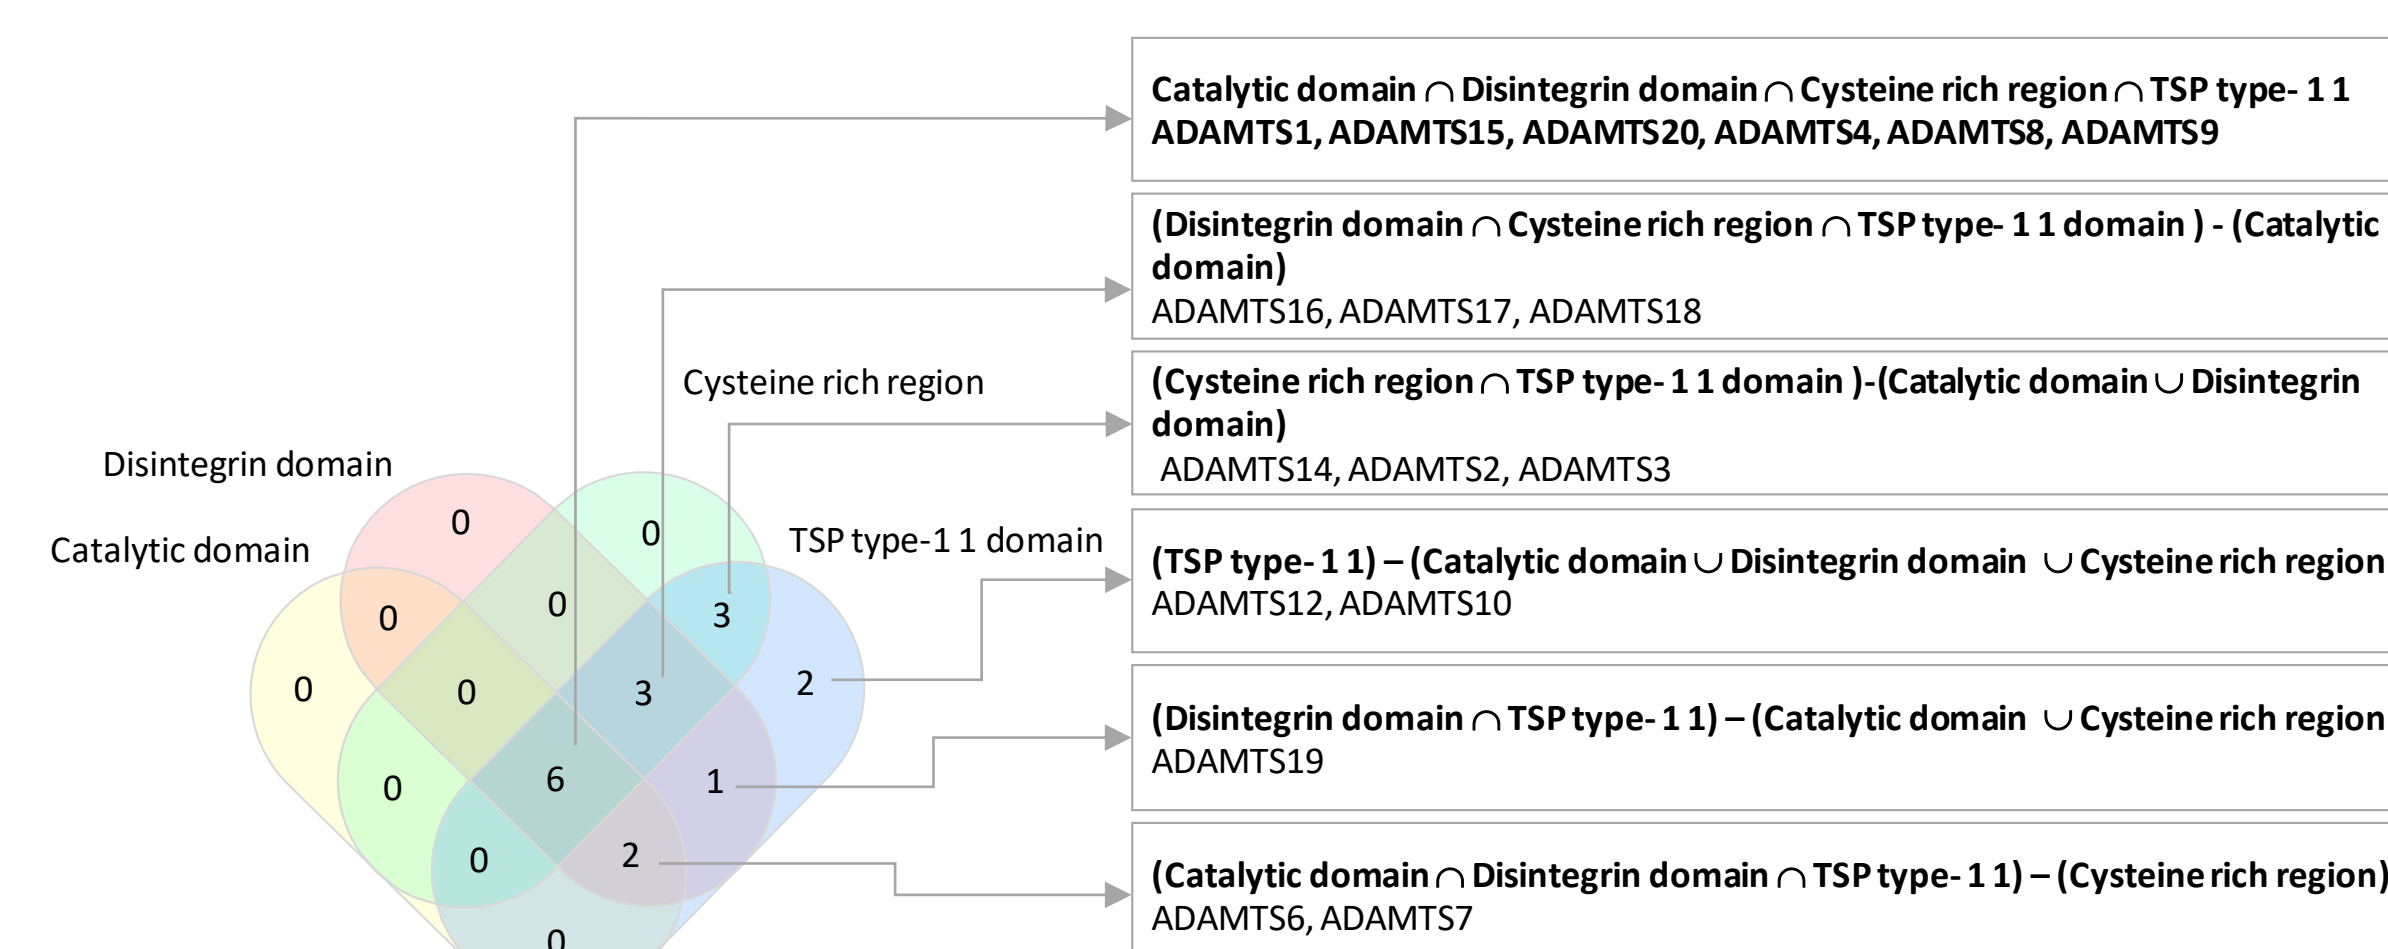 Catalytic domain ∩ Disintegrin domain ∩ Cysteine rich region ∩ TSP type- 1 1
ADAMTS1, ADAMTS15, ADAMTS20, ADAMTS4, ADAMTS8, ADAMTS9
(Disintegrin domain ∩ Cysteine rich region ∩ TSP type- 1 1 domain ) - (Catalytic
domain)
ADAMTS16, ADAMTS17, ADAMTS18
Cysteine rich region
(Cysteine rich region ∩ TSP type- 1 1 domain )-(Catalytic domain ∪ Disintegrin
domain)
ADAMTS14, ADAMTS2, ADAMTS3
Disintegrin domain
Catalytic domain
TSP type-1 1 domain
(TSP type- 1 1) – (Catalytic domain ∪ Disintegrin domain ∪ Cysteine rich region
ADAMTS12, ADAMTS10
(Disintegrin domain ∩ TSP type- 1 1) – (Catalytic domain ∪ Cysteine rich region
ADAMTS19
(Catalytic domain ∩ Disintegrin domain ∩ TSP type- 1 1) – (Cysteine rich region)
ADAMTS6, ADAMTS7
0
0
0
3
0
0
0
3
2
0
6
1
0
2
0